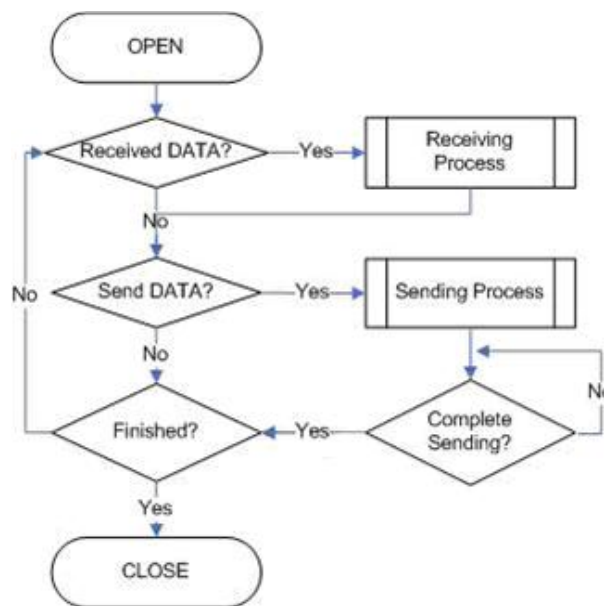 OPEN
Received DATA?
Yes
Receiving
Process
No
Send DATA?
Yes
Sending Process
No
No
No
Finished?
Yes
Complete
Sending?
Yes
CLOSE